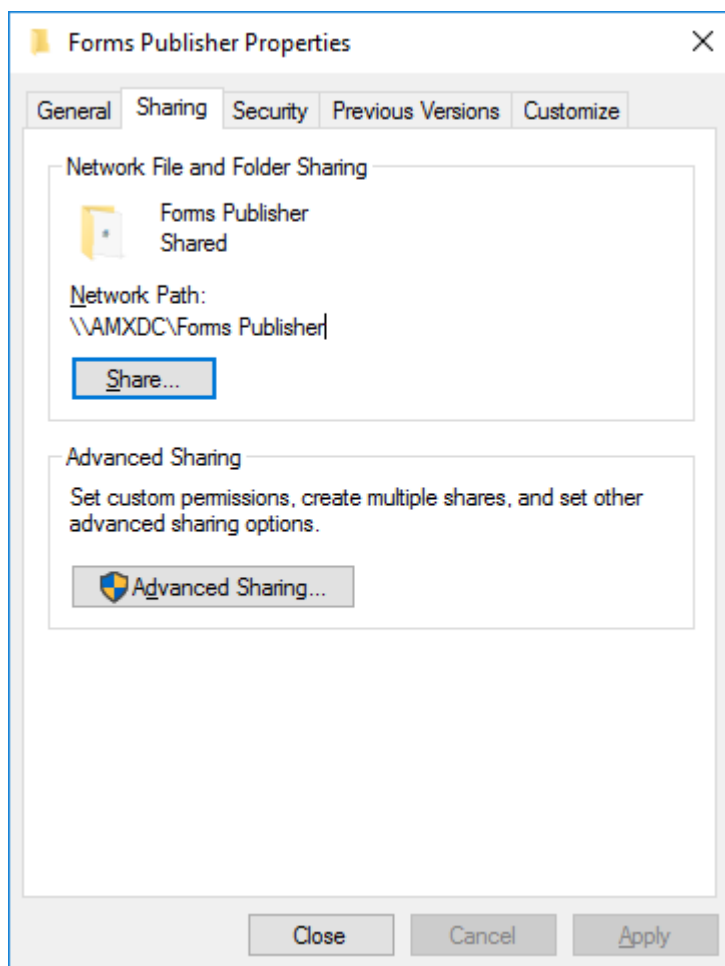 Forms Publisher Properties
General Sharing Security Previous Versions Customize
Network File and Folder Sharing
Forms Publisher
Shared
Network Path:
\\AMXDC\Forms Publisher
Share...
Advanced Sharing
Set custom permissions, create multiple shares, and set other
advanced sharing options.
Advanced Sharing...
Close Cancel Apply